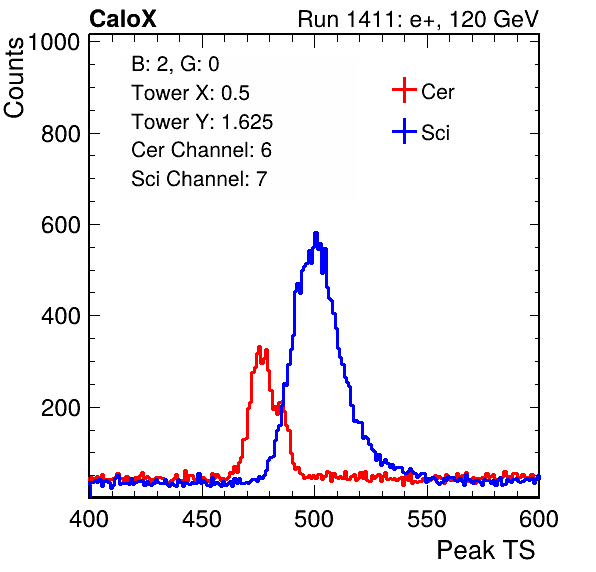 CaloX Run 1411: e+, 120 GeV
Counts
1000
800
600
400
200
B: 2, G: 0
Tower X: 0.5
Tower Y: 1.625
Cer Channel: 6
Sci Channel: 7
Cer
Sci
400 450 500 550 600
Peak TS